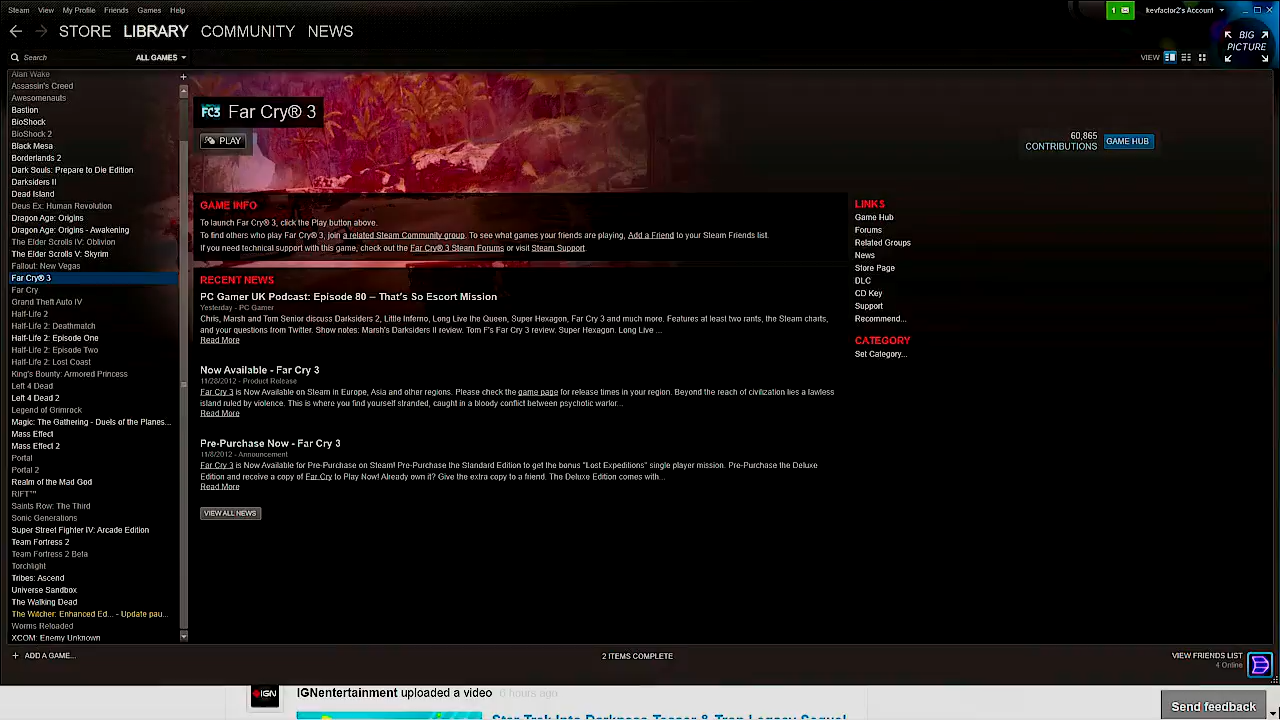 Steam View My Profile Friends Games Help
1 kevfactor2's Account
STORE LIBRARY COMMUNITY NEWS
BIG PICTURE
Search ALL GAMES VIEW
Alan Wake
Assassin's Creed
Awesomenauts
Bastion
BioShock
BioShock 2
Black Mesa
Borderlands 2
Dark Souls: Prepare to Die Edition
Darksiders II
Dead Island
Deus Ex: Human Revolution
Dragon Age: Origins
Dragon Age: Origins - Awakening
The Elder Scrolls IV: Oblivion
The Elder Scrolls V: Skyrim
Fallout: New Vegas
Far Cry® 3
Far Cry
Grand Theft Auto IV
Half-Life 2
Half-Life 2: Deathmatch
Half-Life 2: Episode One
Half-Life 2: Episode Two
Half-Life 2: Lost Coast
King's Bounty: Armored Princess
Left 4 Dead
Left 4 Dead 2
Legend of Grimrock
Magic: The Gathering - Duels of the Planes...
Mass Effect
Mass Effect 2
Portal
Portal 2
Realm of the Mad God
RIFT™
Saints Row: The Third
Sonic Generations
Super Street Fighter IV: Arcade Edition
Team Fortress 2
Team Fortress 2 Beta
Torchlight
Tribes: Ascend
Universe Sandbox
The Walking Dead
The Witcher: Enhanced Ed... - Update pau...
Worms Reloaded
XCOM: Enemy Unknown
FC3 Far Cry® 3
PLAY
60,865
CONTRIBUTIONS GAME HUB
GAME INFO
To launch Far Cry® 3, click the Play button above.
To find others who play Far Cry® 3, join a related Steam Community group. To see what games your friends are playing, Add a Friend to your Steam Friends list.
If you need technical support with this game, check out the Far Cry® 3 Steam Forums or visit Steam Support.
RECENT NEWS
PC Gamer UK Podcast: Episode 80 – That's So Escort Mission
Yesterday - PC Gamer
Chris, Marsh and Tom Senior discuss Darksiders 2, Little Inferno, Long Live the Queen, Super Hexagon, Far Cry 3 and much more. Features at least two rants, the Steam charts,
and your questions from Twitter. Show notes: Marsh's Darksiders II review. Tom F's Far Cry 3 review. Super Hexagon. Long Live ...
Read More
Now Available - Far Cry 3
11/28/2012 - Product Release
Far Cry 3 is Now Available on Steam in Europe, Asia and other regions. Please check the game page for release times in your region. Beyond the reach of civilization lies a lawless
island ruled by violence. This is where you find yourself stranded, caught in a bloody conflict between psychotic warlor...
Read More
Pre-Purchase Now - Far Cry 3
11/8/2012 - Announcement
Far Cry 3 is Now Available for Pre-Purchase on Steam! Pre-Purchase the Standard Edition to get the bonus "Lost Expeditions" single player mission. Pre-Purchase the Deluxe
Edition and receive a copy of Far Cry to Play Now! Already own it? Give the extra copy to a friend. The Deluxe Edition comes with...
Read More
VIEW ALL NEWS
LINKS
Game Hub
Forums
Related Groups
News
Store Page
DLC
CD Key
Support
Recommend...
CATEGORY
Set Category...
+ ADD A GAME...
2 ITEMS COMPLETE
VIEW FRIENDS LIST
4 Online
IGN
IGNentertainment uploaded a video 6 hours ago
Star Trek Into Darkness Teaser & Tron Legacy Sequel
Send feedback